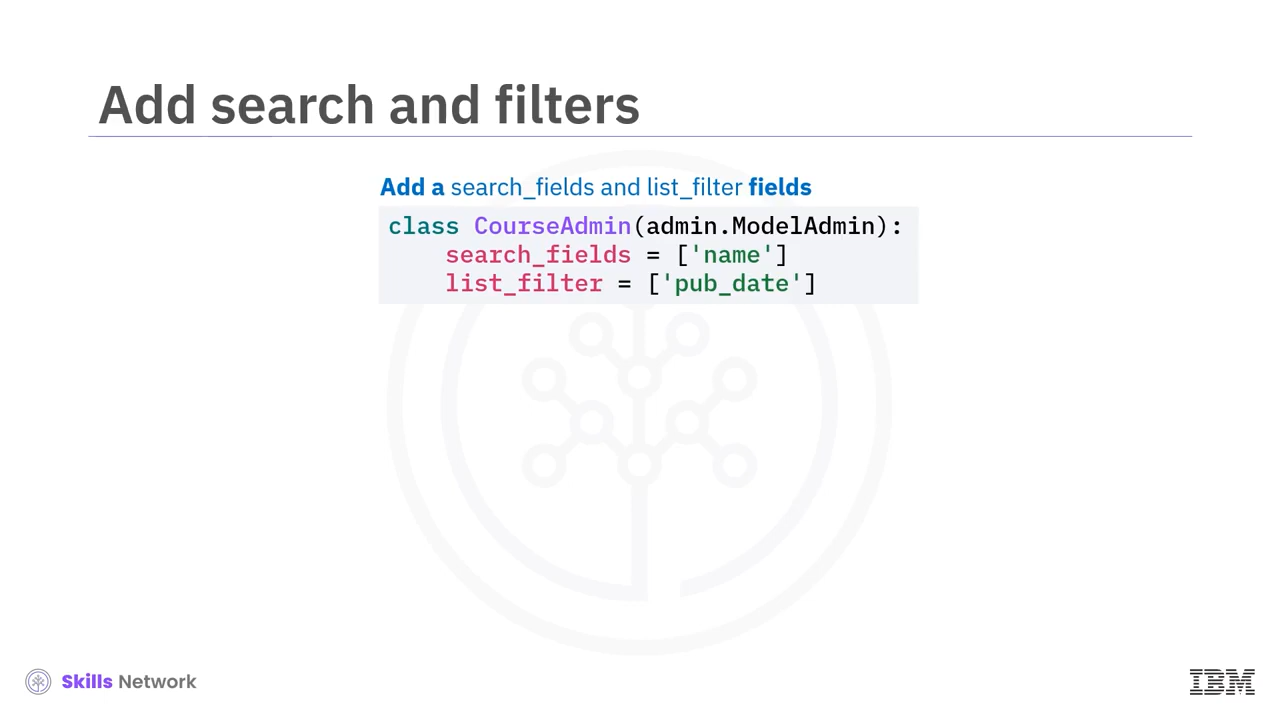 Add search and filters
Add a search_fields and list_filter fields
class CourseAdmin(admin.ModelAdmin):
    search_fields = ['name']
    list_filter = ['pub_date']
Skills Network
IBM